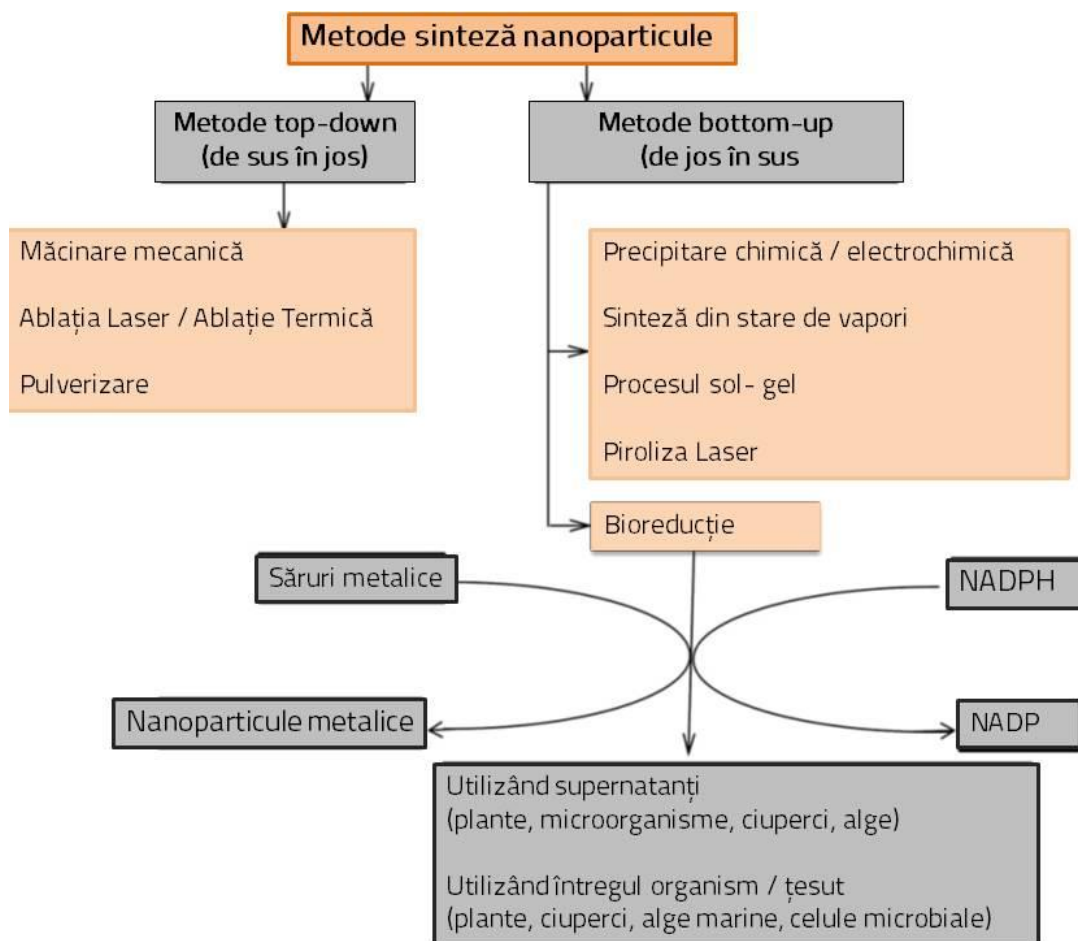 Metode sinteză nanoparticule
Metode top-down
(de sus în jos)
Metode bottom-up
(de jos în sus
Măcinare mecanică
Ablația Laser / Ablație Termică
Pulverizare
Precipitare chimică / electrochimică
Sinteză din stare de vapori
Procesul sol- gel
Piroliza Laser
Bioreducție
Săruri metalice
NADPH
Nanoparticule metalice
NADP
Utilizând supernatanți
(plante, microorganisme, ciuperci, alge)
Utilizând întregul organism / țesut
(plante, ciuperci, alge marine, celule microbiale)